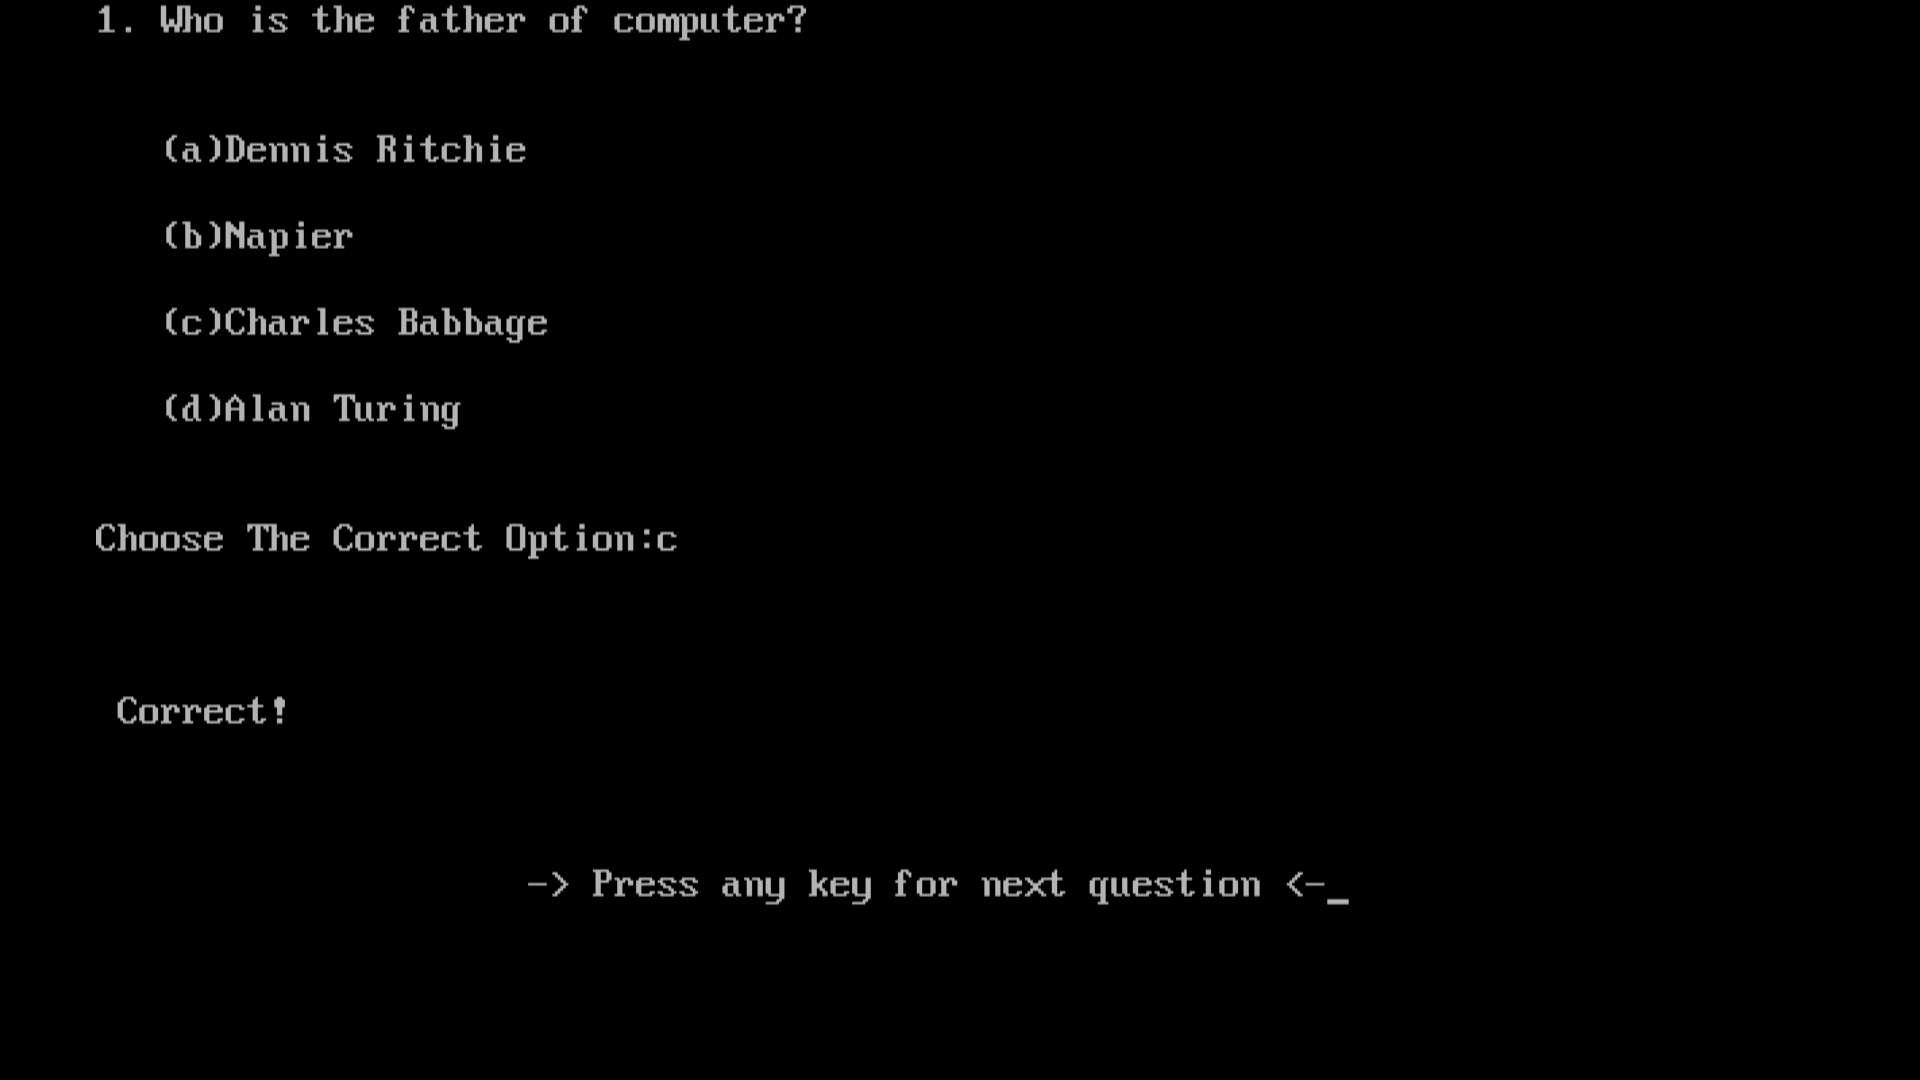 1. Who is the father of computer?
(a)Dennis Ritchie
(b)Napier
(c)Charles Babbage
(d)Alan Turing
Choose The Correct Option:c
Correct!
-> Press any key for next question <-_